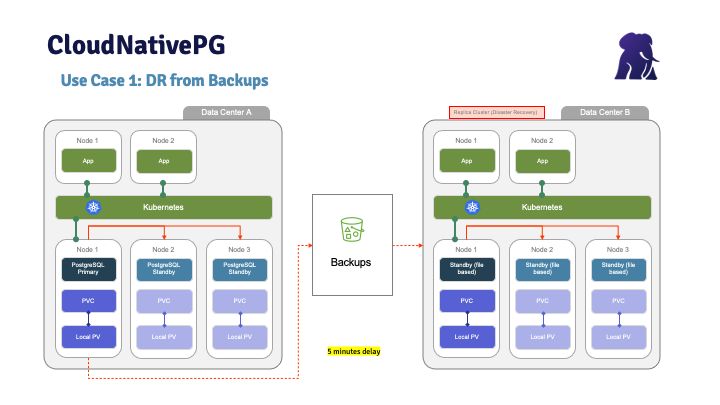 CloudNativePG
Use Case 1: DR from Backups
Data Center A
Node 1
App
Node 2
App
Kubernetes
Node 1
PostgreSQL
Primary
PVC
Local PV
Node 2
PostgreSQL
Standby
PVC
Local PV
Node 3
PostgreSQL
Standby
PVC
Local PV
Backups
5 minutes delay
Replica Cluster (Disaster Recovery)
Data Center B
Node 1
App
Node 2
App
Kubernetes
Node 1
Standby (file
based)
PVC
Local PV
Node 2
Standby (file
based)
PVC
Local PV
Node 3
Standby (file
based)
PVC
Local PV